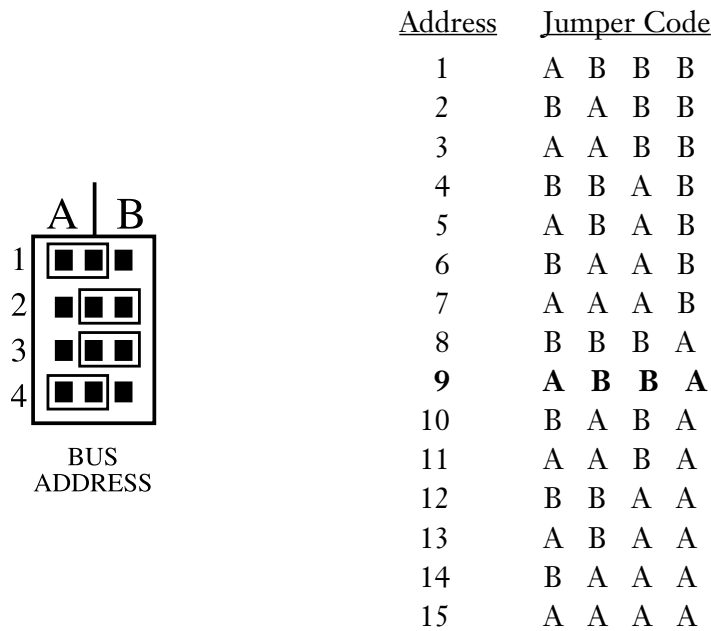 A B
1
2
3
4
BUS
ADDRESS
Address Jumper Code
1 A B B B
2 B A B B
3 A A B B
4 B B A B
5 A B A B
6 B A A B
7 A A A B
8 B B B A
9 A B B A
10 B A B A
11 A A B A
12 B B A A
13 A B A A
14 B A A A
15 A A A A